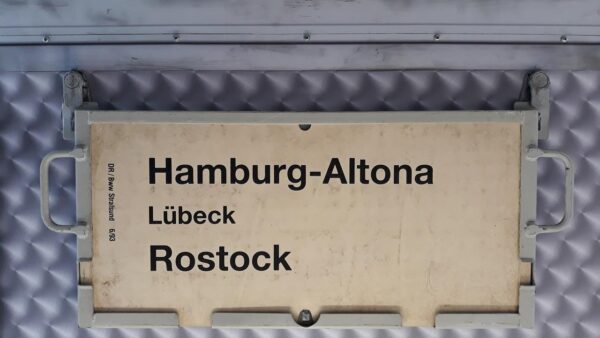 Hamburg-Altona
Lübeck
Rostock
DR / Bww Stralsund 6/93